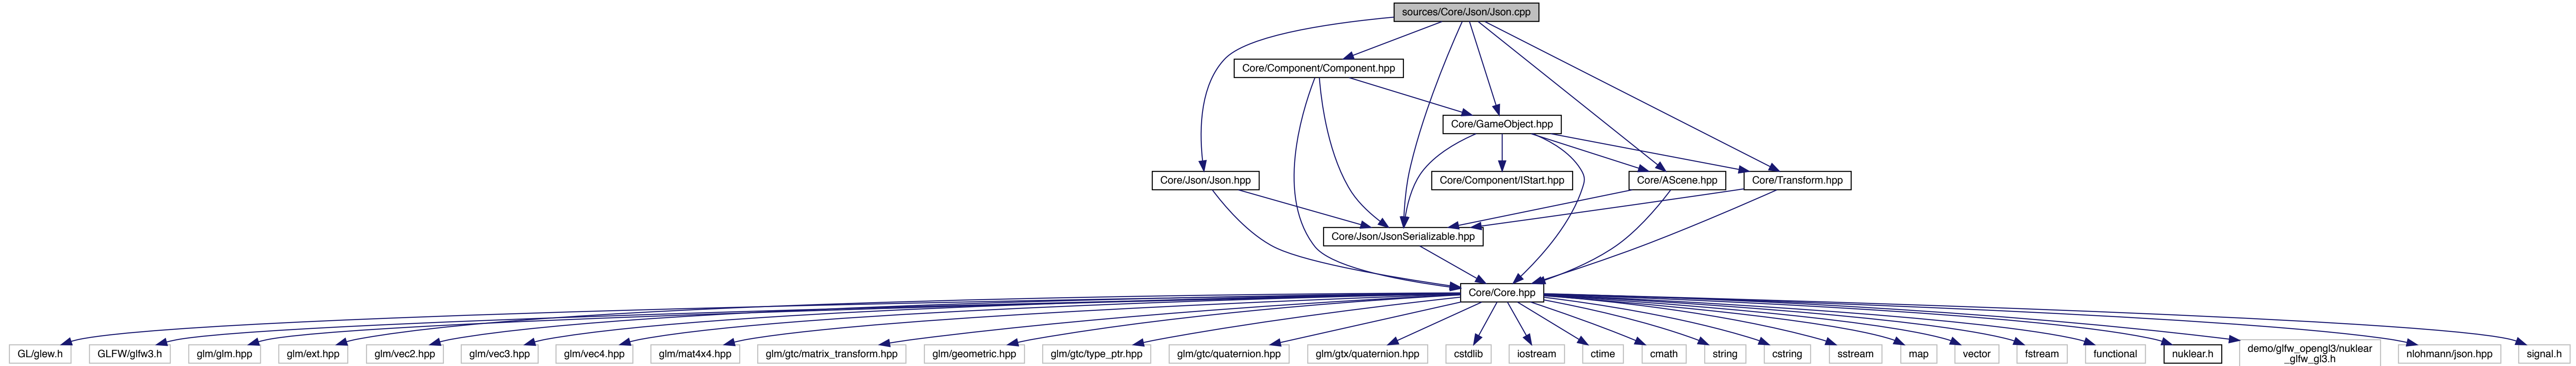 sources/Core/Json/Json.cpp
Core/Component/Component.hpp
Core/GameObject.hpp
Core/Json/Json.hpp
Core/Component/IStart.hpp
Core/AScene.hpp
Core/Transform.hpp
Core/Json/JsonSerializable.hpp
Core/Core.hpp
GL/glew.h
GLFW/glfw3.h
glm/glm.hpp
glm/ext.hpp
glm/vec2.hpp
glm/vec3.hpp
glm/vec4.hpp
glm/mat4x4.hpp
glm/gtc/matrix_transform.hpp
glm/geometric.hpp
glm/gtc/type_ptr.hpp
glm/gtc/quaternion.hpp
glm/gtx/quaternion.hpp
cstdlib
iostream
ctime
cmath
string
cstring
sstream
map
vector
fstream
functional
nuklear.h
demo/glfw_opengl3/nuklear
_glfw_gl3.h
nlohmann/json.hpp
signal.h